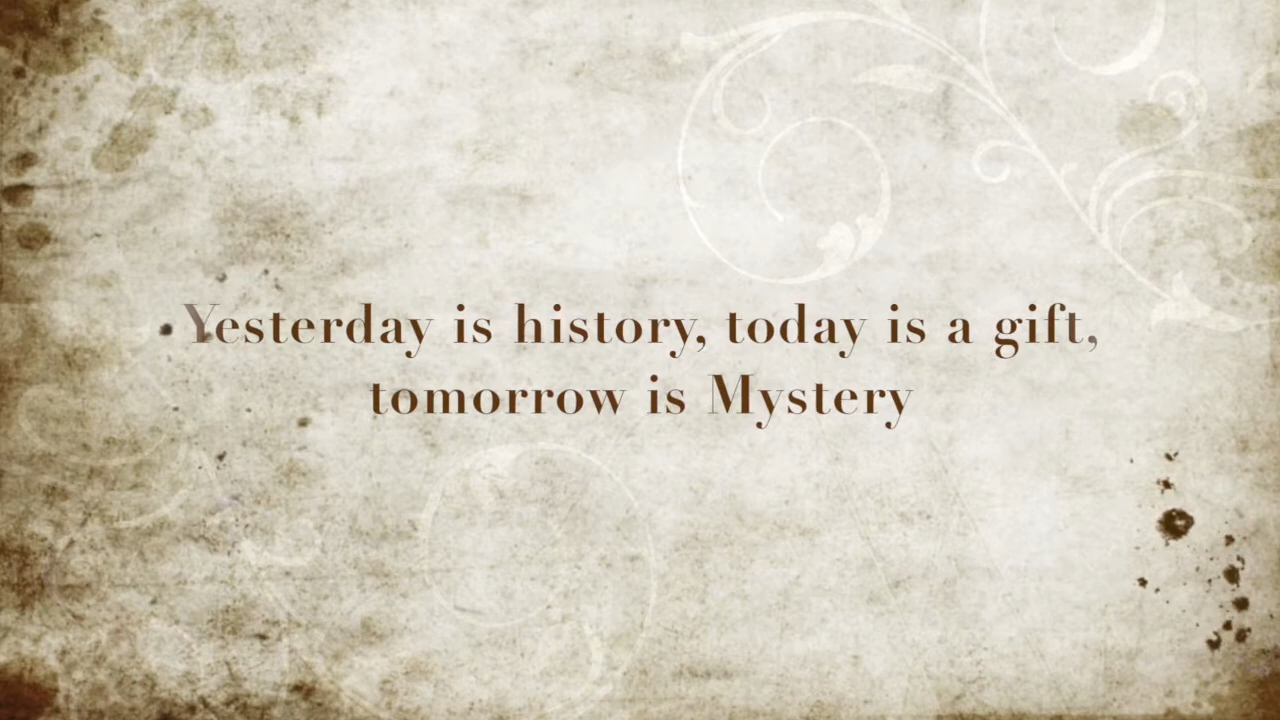 Yesterday is history, today is a gift,
tomorrow is Mystery